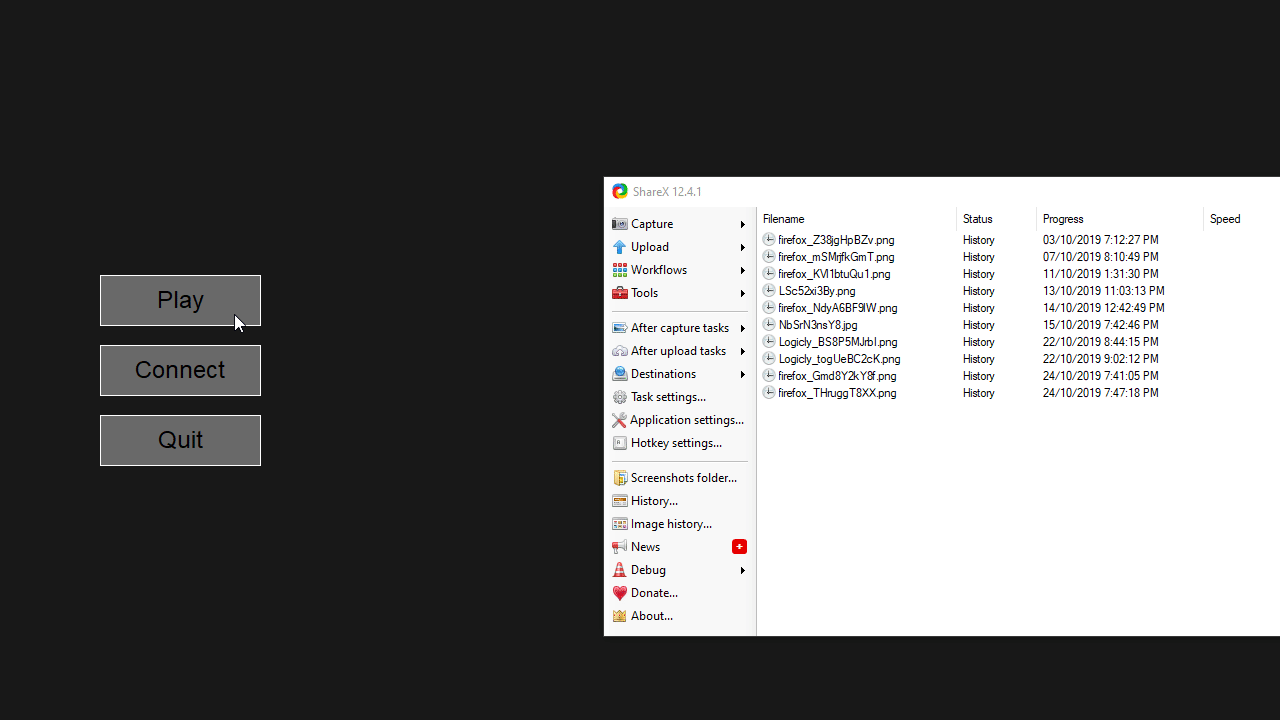 Play
Connect
Quit
ShareX 12.4.1
Capture
Upload
Workflows
Tools
After capture tasks
After upload tasks
Destinations
Task settings...
Application settings...
Hotkey settings...
Screenshots folder...
History...
Image history...
News
Debug
Donate...
About...
Filename Status Progress Speed
firefox_Z38jgHpBZv.png History 03/10/2019 7:12:27 PM
firefox_mSMrjfkGmT.png History 07/10/2019 8:10:49 PM
firefox_KVl1btuQu1.png History 11/10/2019 1:31:30 PM
LSc52xi3By.png History 13/10/2019 11:03:13 PM
firefox_NdyA6BF9lW.png History 14/10/2019 12:42:49 PM
NbSrN3nsY8.jpg History 15/10/2019 7:42:46 PM
Logicly_BS8P5MJrbI.png History 22/10/2019 8:44:15 PM
Logicly_togUeBC2cK.png History 22/10/2019 9:02:12 PM
firefox_Gmd8Y2kY8f.png History 24/10/2019 7:41:05 PM
firefox_THruggT8XX.png History 24/10/2019 7:47:18 PM